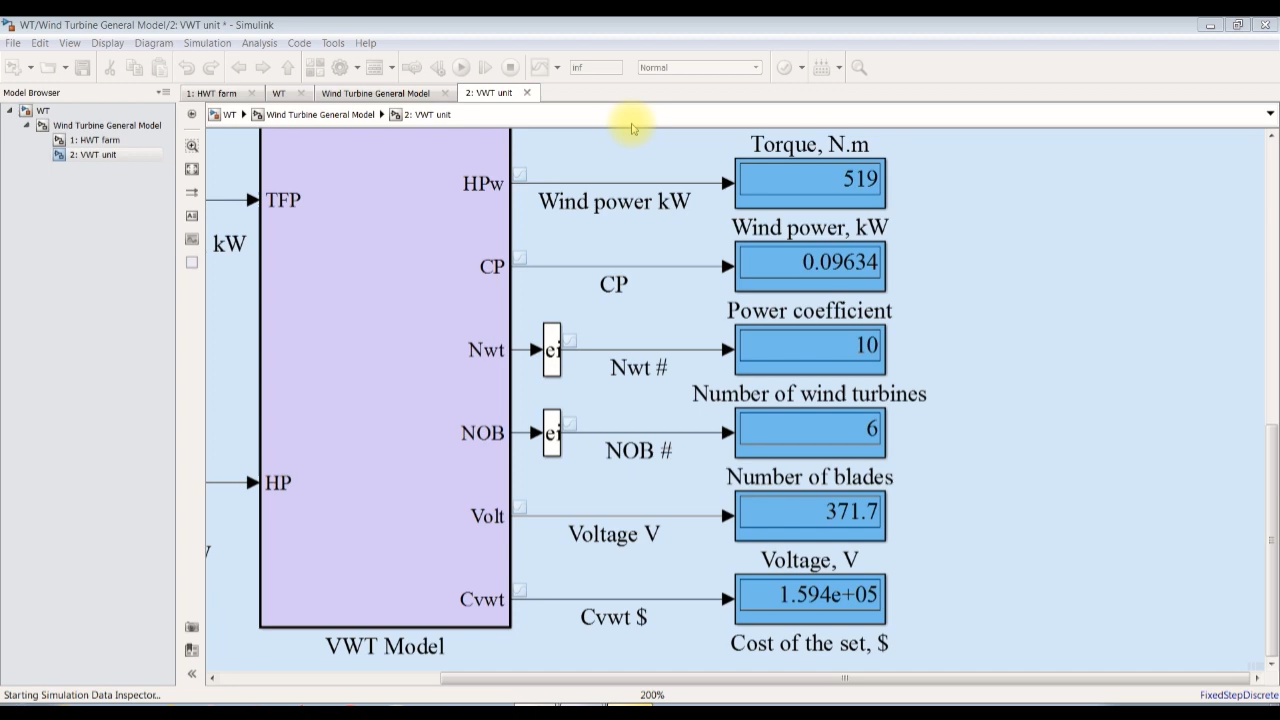 WT/Wind Turbine General Model/2: VWT unit * - Simulink
File Edit View Display Diagram Simulation Analysis Code Tools Help
inf Normal
Model Browser
1: HWT farm WT Wind Turbine General Model 2: VWT unit
WT
Wind Turbine General Model
1: HWT farm
2: VWT unit
WT Wind Turbine General Model 2: VWT unit
Torque, N.m
HPw 519
Wind power kW
TFP
Wind power, kW
kW
CP 0.09634
CP
Power coefficient
Nwt ei 10
Nwt #
Number of wind turbines
NOB ei 6
NOB #
Number of blades
HP
Volt 371.7
Voltage V
Voltage, V
Cvwt 1.594e+05
Cvwt $
Cost of the set, $
VWT Model
Starting Simulation Data Inspector... 200% FixedStepDiscrete